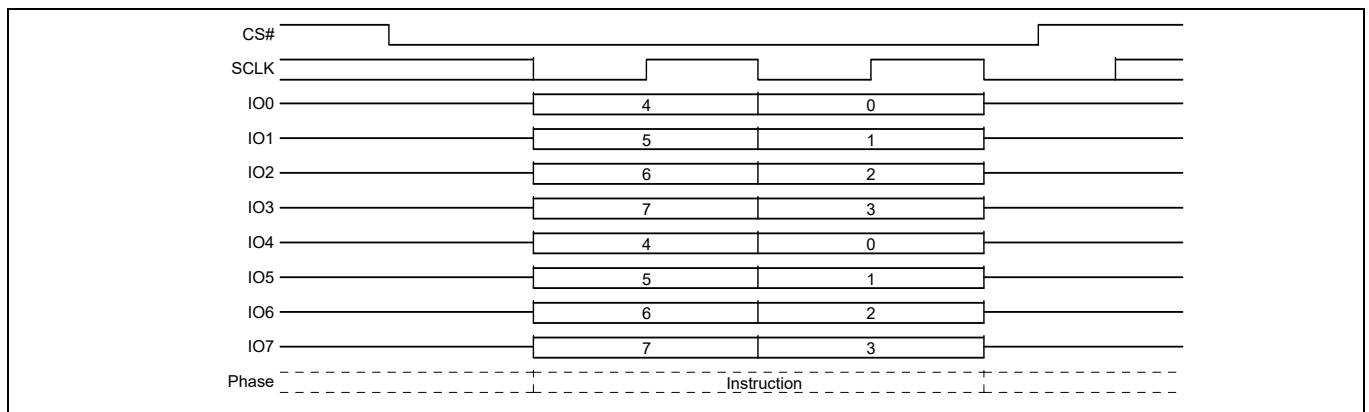 CS#
SCLK
IO0 4 0
IO1 5 1
IO2 6 2
IO3 7 3
IO4 4 0
IO5 5 1
IO6 6 2
IO7 7 3
Phase Instruction